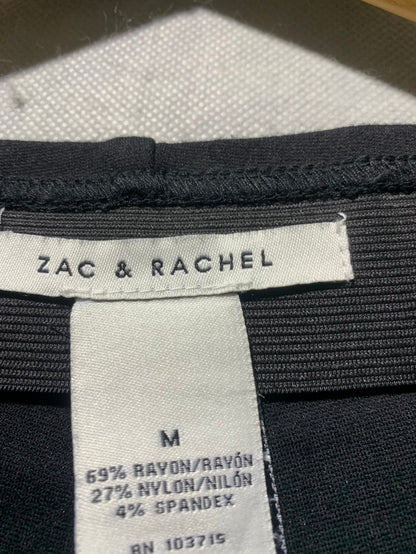 ZAC & RACHEL
M
69% RAYON/RAYÓN
27% NYLON/NILÓN
4% SPANDEX
RN 103715